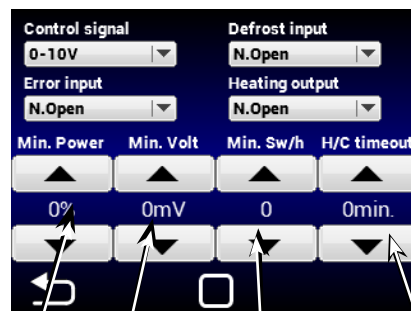 Control signal Defrost input
0-10V N.Open
Error input Heating output
N.Open N.Open
Min. Power Min. Volt Min. Sw/h H/C timeout
0% 0mV 0 0min.